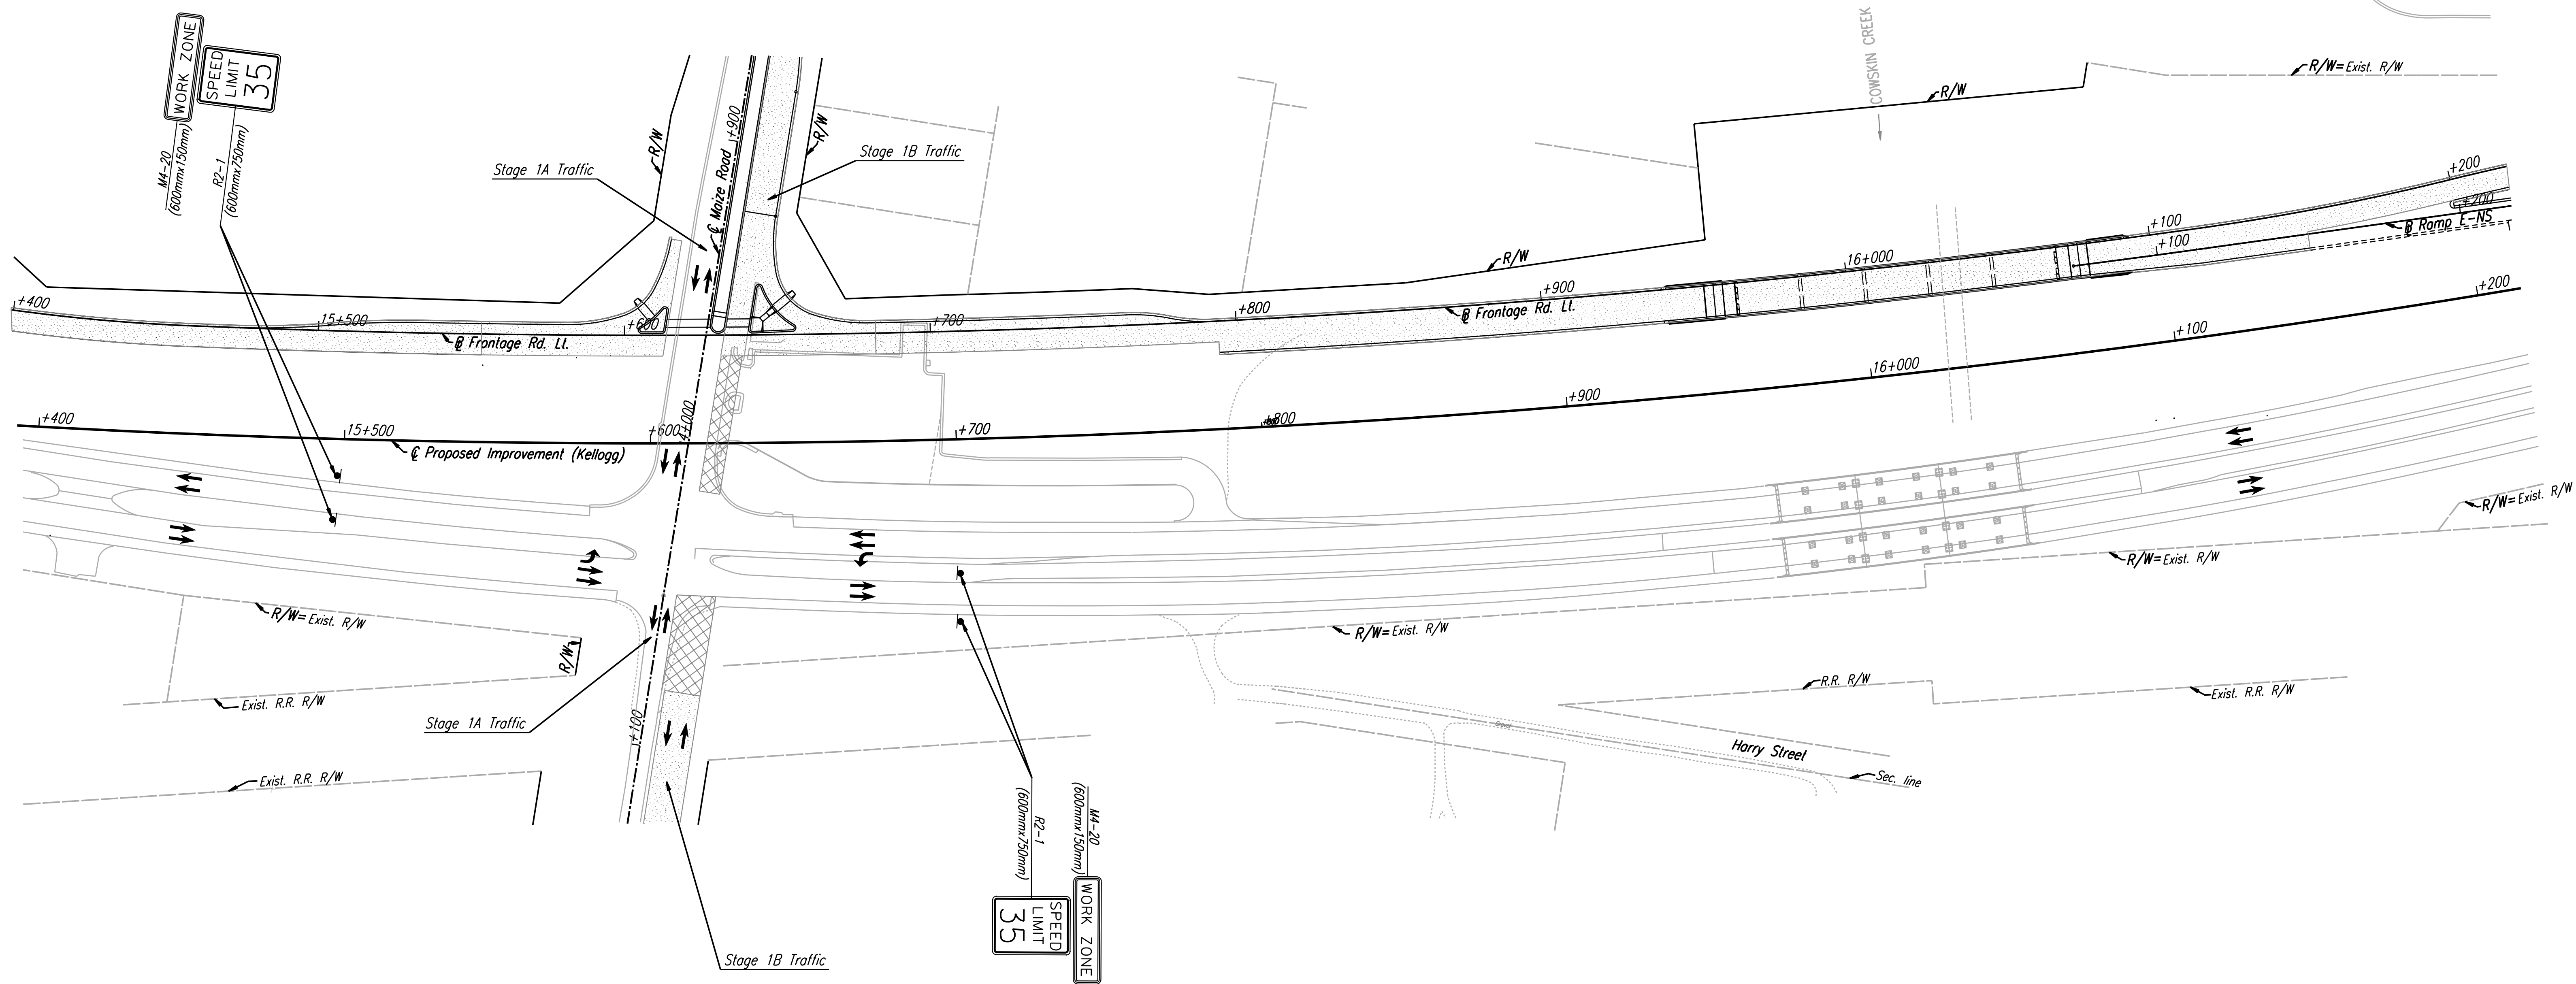 WORK ZONE
SPEED
LIMIT
35
M4-20
(600mmx150mm)
R2-1
(600mmx750mm)
Stage 1A Traffic
R/W
℄ Maize Road
+900
R/W
Stage 1B Traffic
COWSKIN CREEK
R/W
R/W=Exist. R/W
+200
+200
℄ Ramp E-NS
+100
+100
16+000
R/W
+900
℄ Frontage Rd. Lt.
+800
+700
+600
15+500
+400
℄ Frontage Rd. Lt.
+400
15+500
℄ Proposed Improvement (Kellogg)
+600
4+000
+700
+800
+900
16+000
+100
+200
R/W=Exist. R/W
R/W=Exist. R/W
R/W=Exist. R/W
R/W=Exist. R/W
R/W
Exist. R.R. R/W
Stage 1A Traffic
+100
Exist. R.R. R/W
R.R. R/W
Exist. R.R. R/W
Harry Street
Sec. line
M4-20
(600mmx150mm)
R2-1
(600mmx750mm)
WORK ZONE
SPEED
LIMIT
35
Stage 1B Traffic